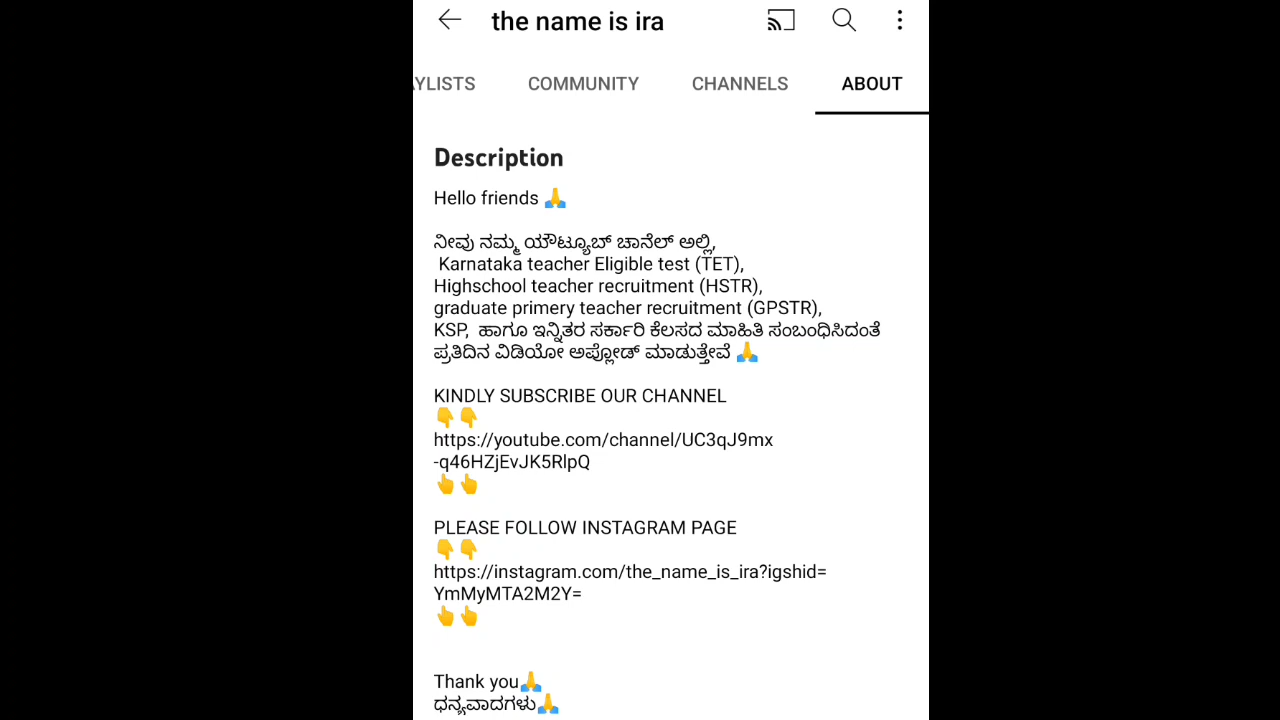 the name is ira
YLISTS COMMUNITY CHANNELS ABOUT
Description
Hello friends 🙏
ನೀವು ನಮ್ಮ ಯೌಟ್ಯೂಬ್ ಚಾನೆಲ್ ಅಲ್ಲಿ,
Karnataka teacher Eligible test (TET),
Highschool teacher recruitment (HSTR),
graduate primery teacher recruitment (GPSTR),
KSP, ಹಾಗೂ ಇನ್ನಿತರ ಸರ್ಕಾರಿ ಕೆಲಸದ ಮಾಹಿತಿ ಸಂಬಂಧಿಸಿದಂತೆ
ಪ್ರತಿದಿನ ವಿಡಿಯೋ ಅಪ್ಲೋಡ್ ಮಾಡುತ್ತೇವೆ 🙏
KINDLY SUBSCRIBE OUR CHANNEL
👇👇
https://youtube.com/channel/UC3qJ9mx
-q46HZjEvJK5RlpQ
👆👆
PLEASE FOLLOW INSTAGRAM PAGE
👇👇
https://instagram.com/the_name_is_ira?igshid=
YmMyMTA2M2Y=
👆👆
Thank you🙏
ಧನ್ಯವಾದಗಳು🙏